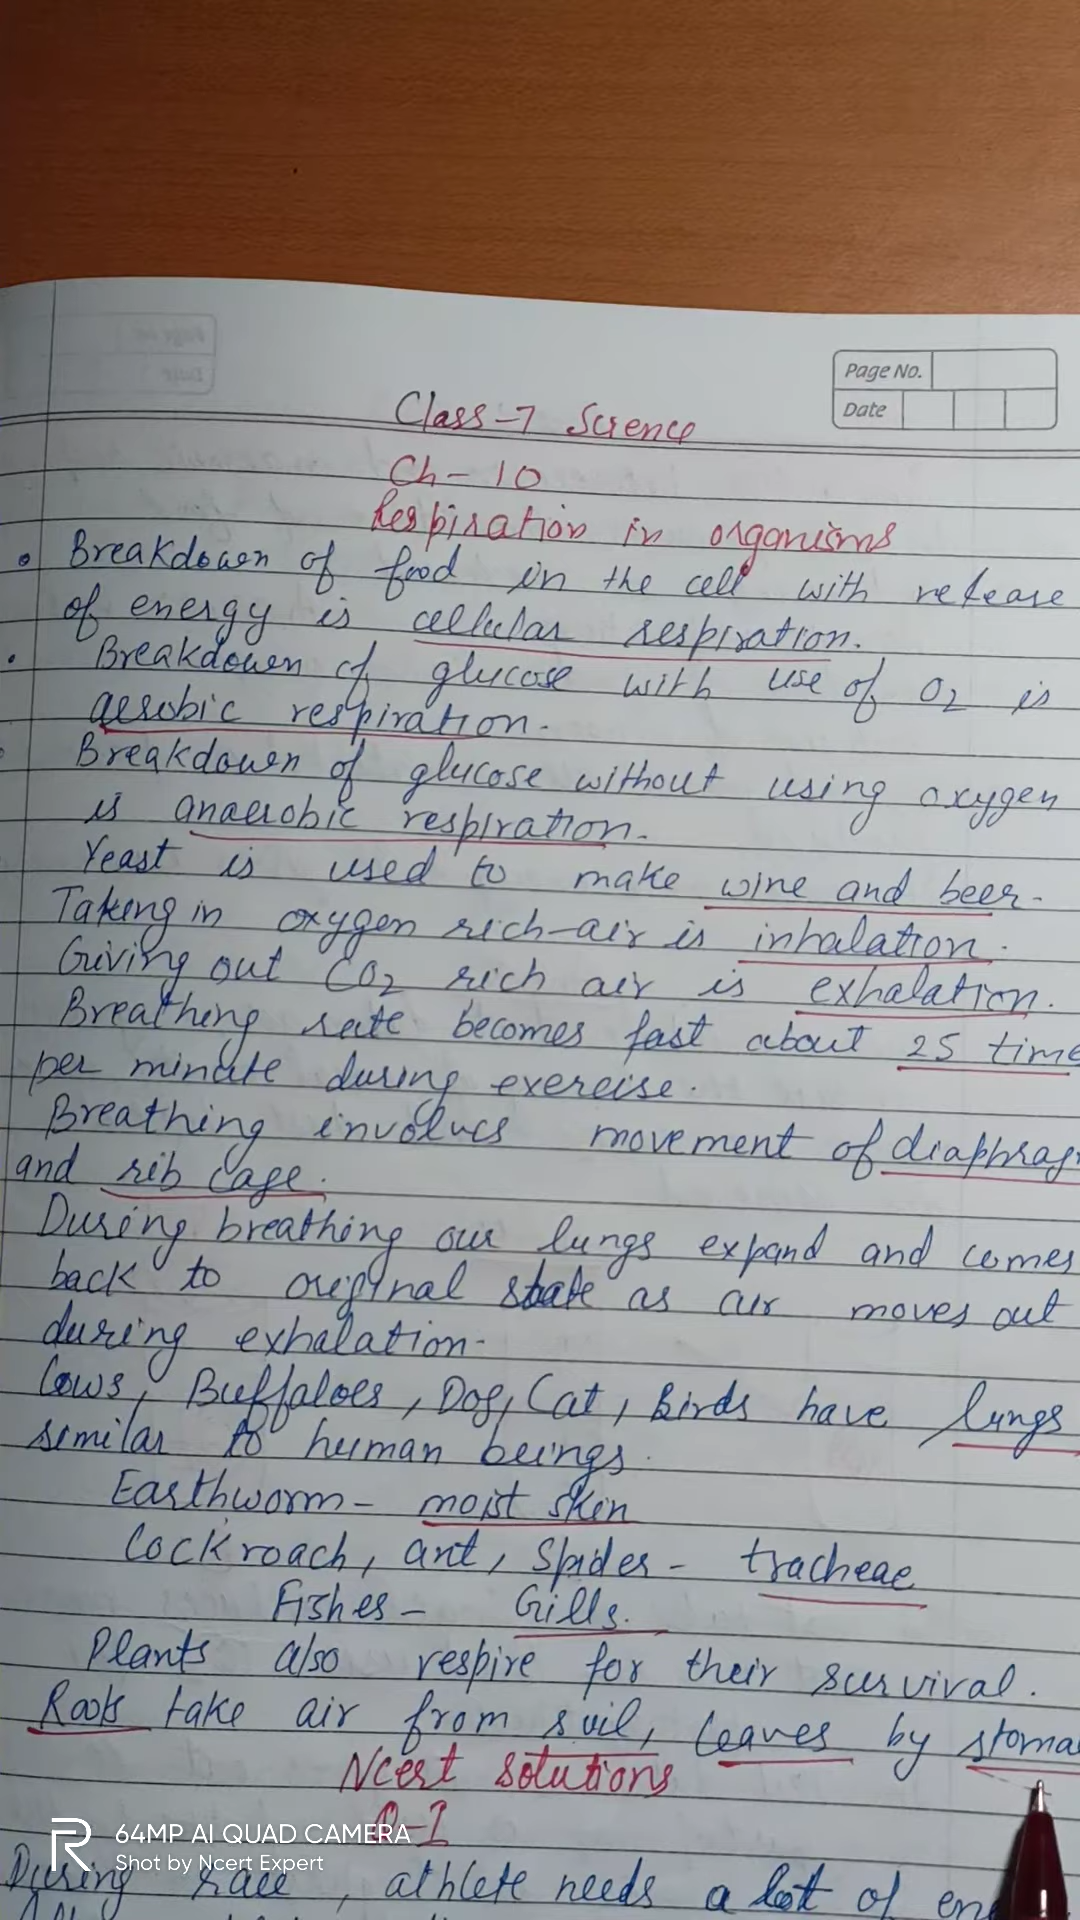 Page No.
Date
Class-7 Science
Ch-10
Respiration in organisms
Breakdown of food in the cell with release
of energy is cellular respiration.
Breakdown of glucose with use of O2 is
aerobic respiration.
Breakdown of glucose without using oxygen
is anaerobic respiration.
Yeast is used to make wine and beer.
Taking in oxygen rich-air is inhalation.
Giving out CO2 rich air is exhalation.
Breathing rate becomes fast about 25 time
per minute during exercise.
Breathing involves movement of diaphrag
and rib cage.
During breathing our lungs expand and comes
back to original state as air moves out
during exhalation.
Cows, Buffaloes, Dog, Cat, Birds have lungs
similar to human beings.
Earthworm - moist skin
Cockroach, ant, Spider - tracheae
Fishes - Gills.
Plants also respire for their survival.
Roots take air from soil, leaves by stoma
Ncert solutions
Q-1
64MP AI QUAD CAMERA
Shot by Ncert Expert
During race, athlete needs a lot of en